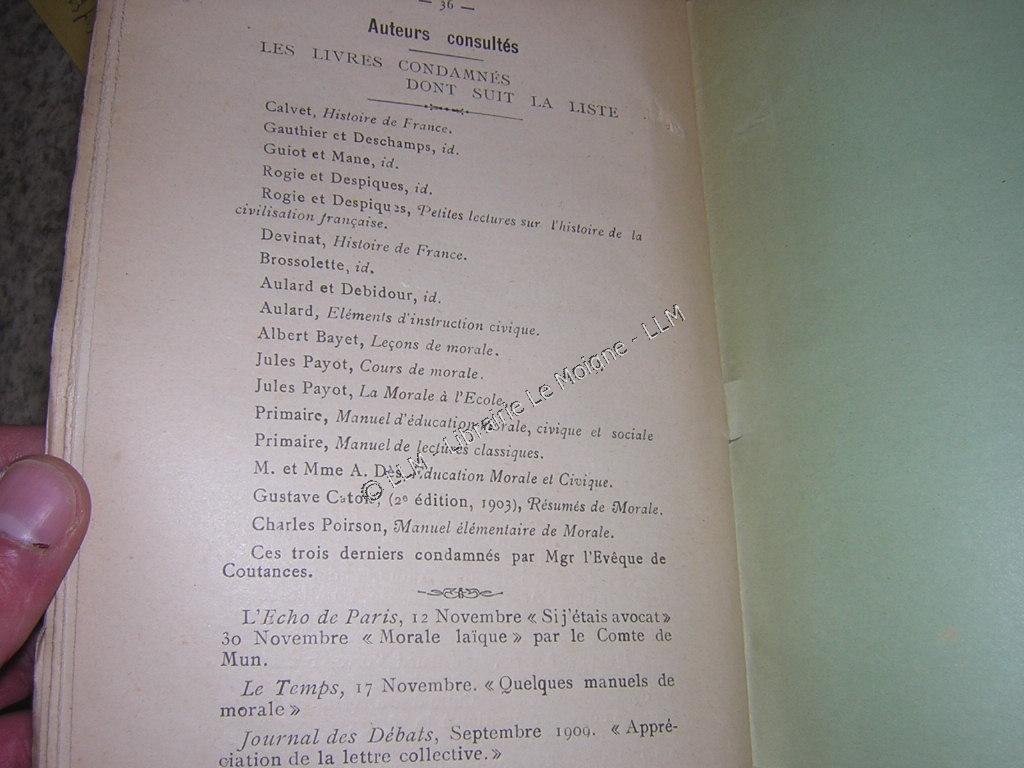 — 36 —
Auteurs consultés
LES LIVRES CONDAMNÉS
DONT SUIT LA LISTE
Calvet, Histoire de France.
Gauthier et Deschamps, id.
Guiot et Mane, id.
Rogie et Despiques, id.
Rogie et Despiques, Petites lectures sur l'histoire de la
civilisation française.
Devinat, Histoire de France.
Brossolette, id.
Aulard et Debidour, id.
Aulard, Eléments d'instruction civique.
Albert Bayet, Leçons de morale.
Jules Payot, Cours de morale.
Jules Payot, La Morale à l'Ecole.
Primaire, Manuel d'éducation morale, civique et sociale
Primaire, Manuel de lectures classiques.
M. et Mme A. Education Morale et Civique.
Gustave (2e édition, 1903), Résumés de Morale.
Charles Poirson, Manuel élémentaire de Morale.
Ces trois derniers condamnés par Mgr l'Evêque de
Coutances.
L'Echo de Paris, 12 Novembre « Si j'étais avocat »
30 Novembre « Morale laïque » par le Comte de
Mun.
Le Temps, 17 Novembre. « Quelques manuels de
morale »
Journal des Débats, Septembre 1909. « Appré-
ciation de la lettre collective. »
© LLM - Librairie Le Moigne - LLM